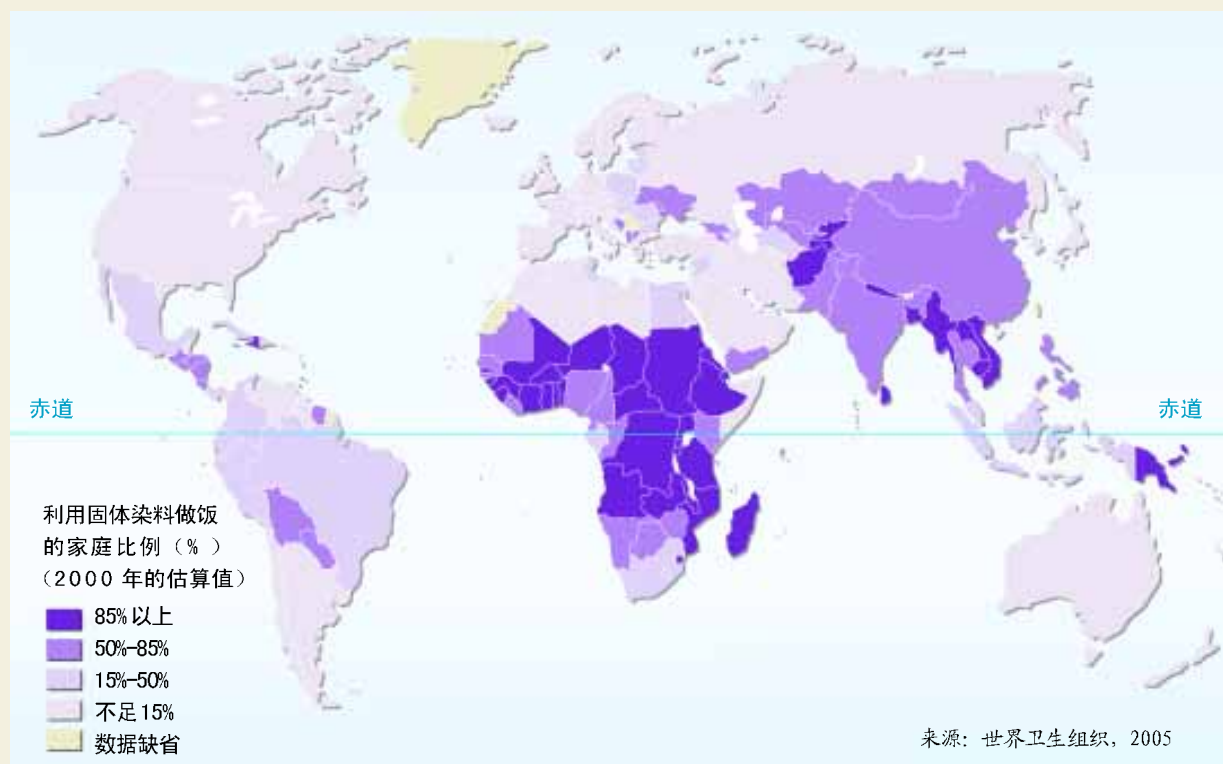 赤道
赤道
利用固体染料做饭
的家庭比例（%）
（2000 年的估算值）
85%以上
50%-85%
15%-50%
不足15%
数据缺省
来源：世界卫生组织，2005